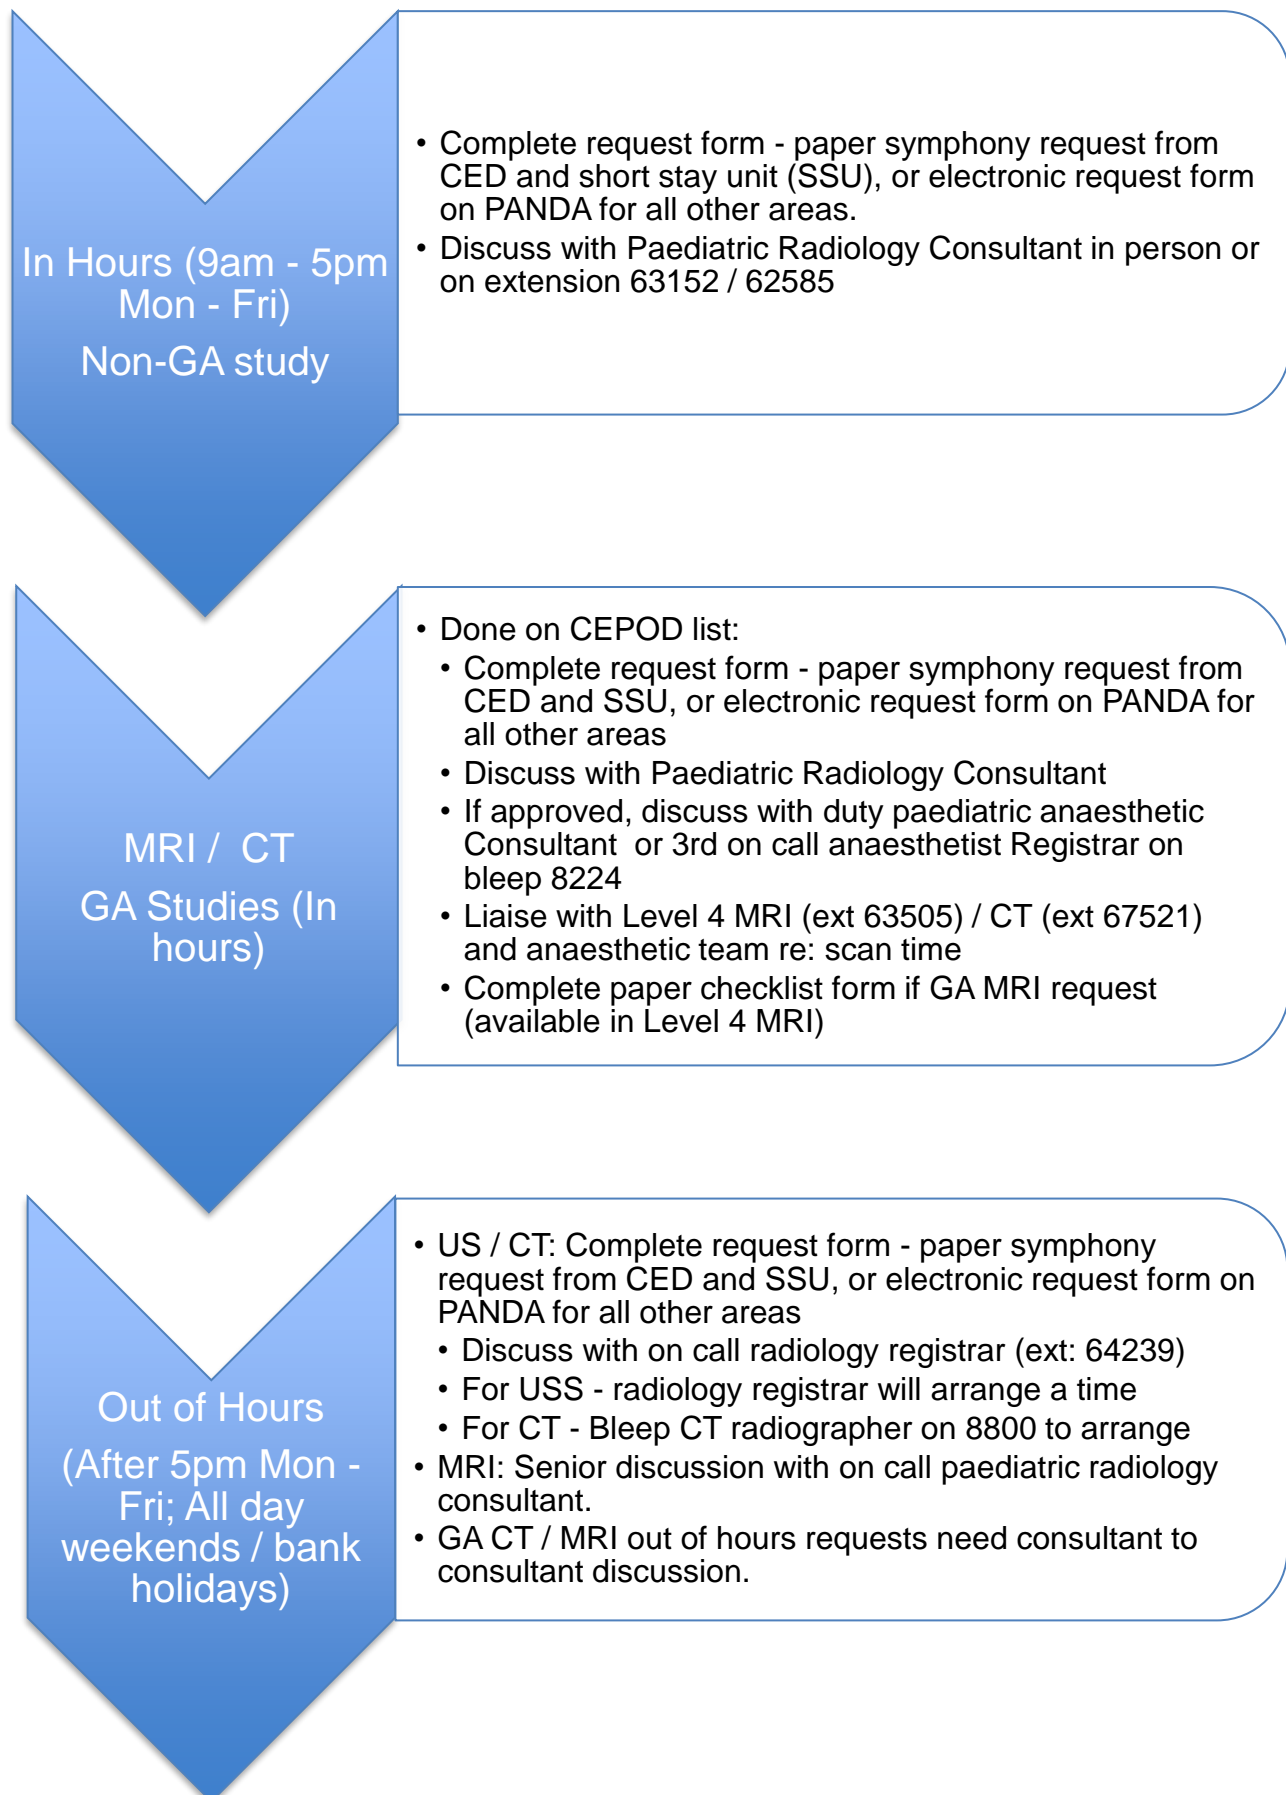 In Hours (9am - 5pm
Mon - Fri)
Non-GA study
• Complete request form - paper symphony request from
CED and short stay unit (SSU), or electronic request form
on PANDA for all other areas.
• Discuss with Paediatric Radiology Consultant in person or
on extension 63152 / 62585
MRI / CT
GA Studies (In
hours)
• Done on CEPOD list:
• Complete request form - paper symphony request from
CED and SSU, or electronic request form on PANDA for
all other areas
• Discuss with Paediatric Radiology Consultant
• If approved, discuss with duty paediatric anaesthetic
Consultant or 3rd on call anaesthetist Registrar on
bleep 8224
• Liaise with Level 4 MRI (ext 63505) / CT (ext 67521)
and anaesthetic team re: scan time
• Complete paper checklist form if GA MRI request
(available in Level 4 MRI)
Out of Hours
(After 5pm Mon -
Fri; All day
weekends / bank
holidays)
• US / CT: Complete request form - paper symphony
request from CED and SSU, or electronic request form on
PANDA for all other areas
• Discuss with on call radiology registrar (ext: 64239)
• For USS - radiology registrar will arrange a time
• For CT - Bleep CT radiographer on 8800 to arrange
• MRI: Senior discussion with on call paediatric radiology
consultant.
• GA CT / MRI out of hours requests need consultant to
consultant discussion.